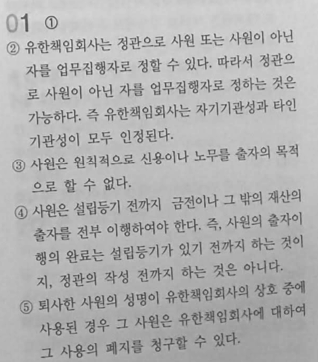 01 ①
② 유한책임회사는 정관으로 사원 또는 사원이 아닌
자를 업무집행자로 정할 수 있다. 따라서 정관으
로 사원이 아닌 자를 업무집행자로 정하는 것은
가능하다. 즉 유한책임회사는 자기기관성과 타인
기관성이 모두 인정된다.
③ 사원은 원칙적으로 신용이나 노무를 출자의 목적
으로 할 수 없다.
④ 사원은 설립등기 전까지 금전이나 그 밖의 재산의
출자를 전부 이행하여야 한다. 즉, 사원의 출자이
행의 완료는 설립등기가 있기 전까지 하는 것이
지, 정관의 작성 전까지 하는 것은 아니다.
⑤ 퇴사한 사원의 성명이 유한책임회사의 상호 중에
사용된 경우 그 사원은 유한책임회사에 대하여
그 사용의 폐지를 청구할 수 있다.